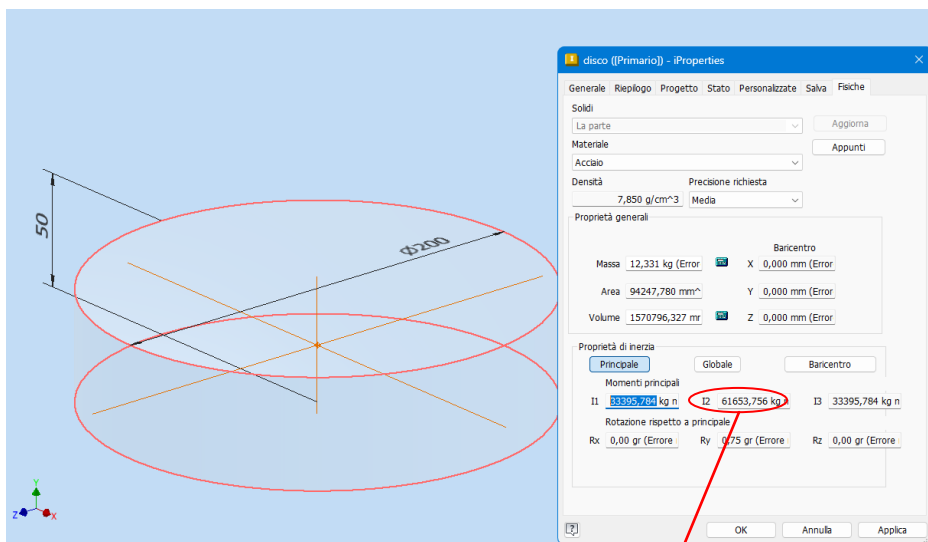 disco ([Primario]) - iProperties
Generale Riepilogo Progetto Stato Personalizzate Salva Fisiche
Solidi
La parte
Aggiorna
Materiale
Appunti
Acciaio
Densità Precisione richiesta
7,850 g/cm^3 Media
Proprietà generali
Baricentro
Massa 12,331 kg (Error X 0,000 mm (Error
Area 94247,780 mm^ Y 0,000 mm (Error
Volume 1570796,327 mr Z 0,000 mm (Error
Proprietà di inerzia
Principale Globale Baricentro
Momenti principali
I1 33395,784 kg n I2 61653,756 kg n I3 33395,784 kg n
Rotazione rispetto a principale
Rx 0,00 gr (Errore Ry 0,75 gr (Errore Rz 0,00 gr (Errore
OK Annulla Applica
50
Ø200
Y
Z X